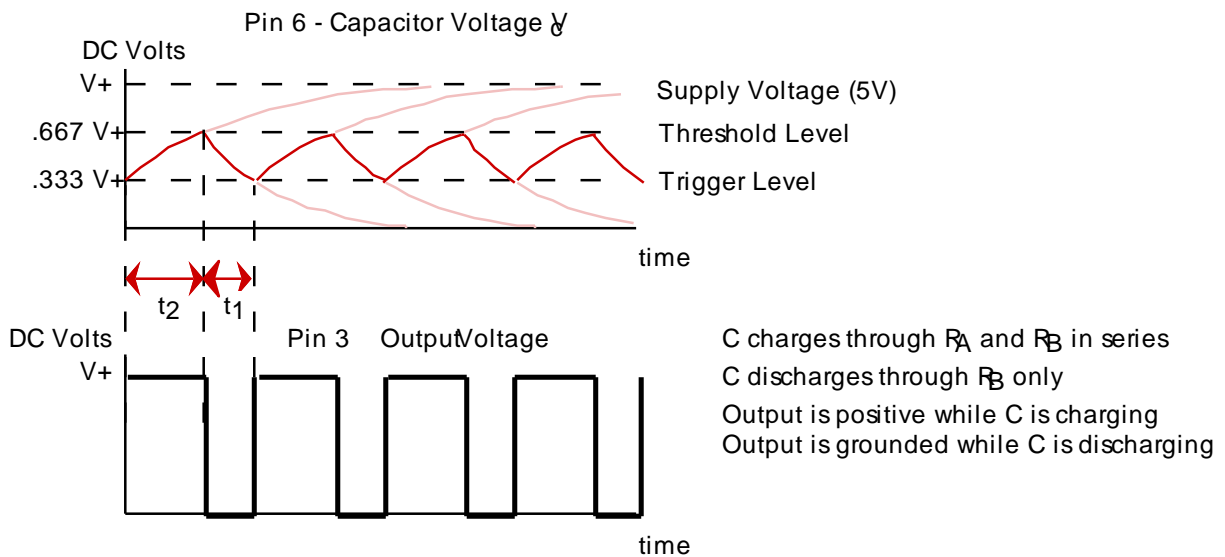 Pin 6 - Capacitor Voltage Vc
DC Volts
V+
Supply Voltage (5V)
.667 V+
Threshold Level
.333 V+
Trigger Level
time
t2
t1
DC Volts
Pin 3 Output Voltage
V+
C charges through RA and RB in series
C discharges through RB only
Output is positive while C is charging
Output is grounded while C is discharging
time